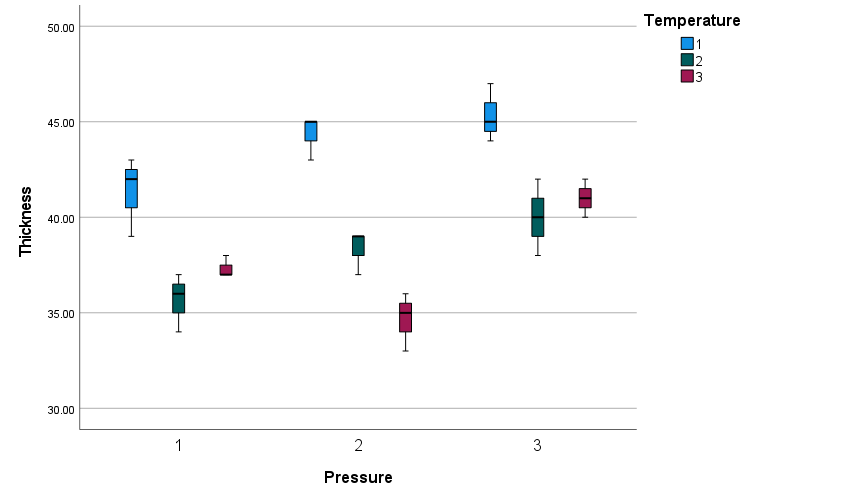 Temperature
1
2
3
50.00
45.00
40.00
35.00
30.00
Thickness
1 2 3
Pressure